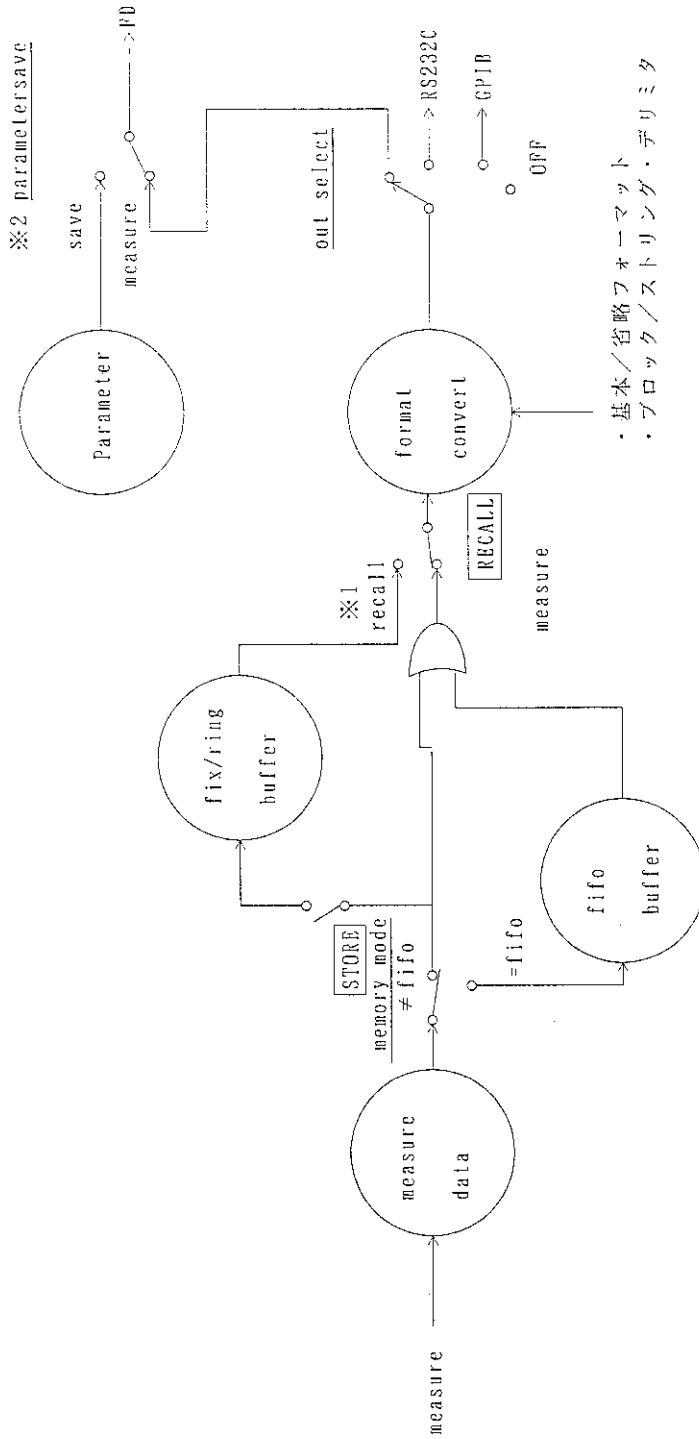 ※2 parametersave
save
measure
FD
Parameter
out select
RS232C
GPIB
OFF
formal
convert
・基本／省略フォーマット
・ブロック／ストリング・デリミタ
※1
recall
RECALL
measure
fix/ring
buffer
STORE
memory mode
≠fifo
=fifo
fifo
buffer
measure
data
measure